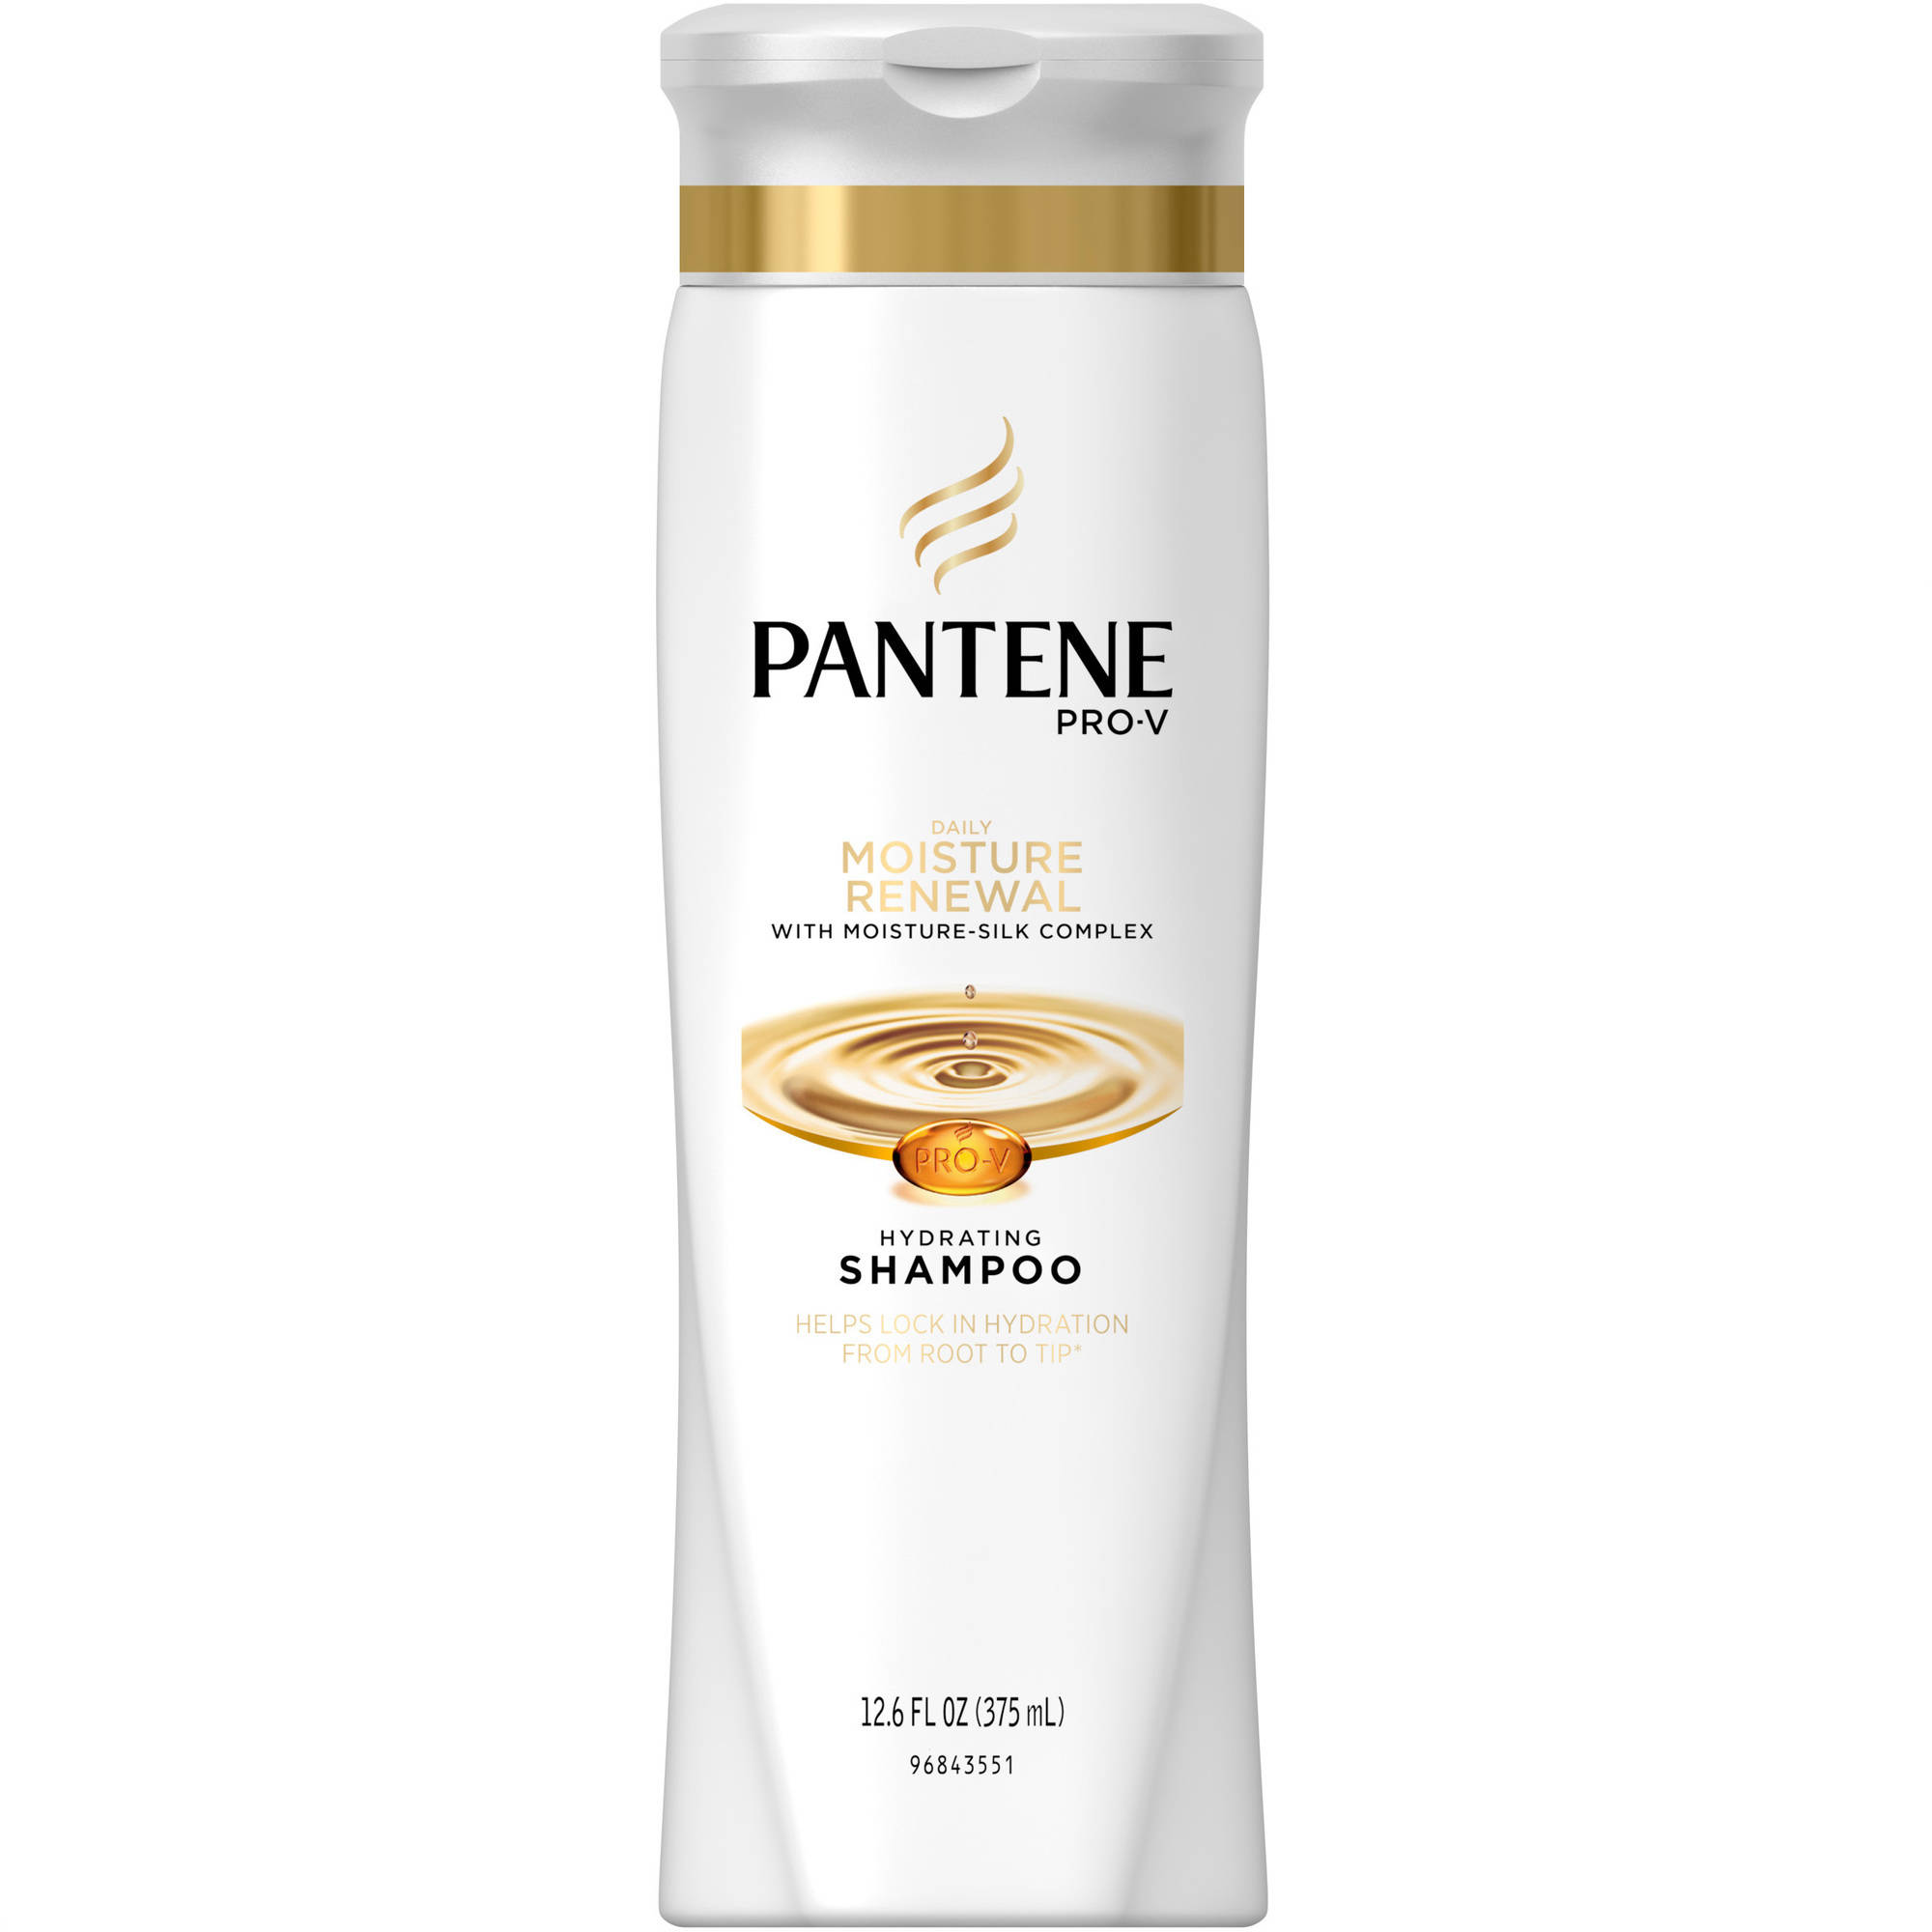 PANTENE
PRO-V
DAILY
MOISTURE
RENEWAL
WITH MOISTURE-SILK COMPLEX
PRO-V
HYDRATING
SHAMPOO
HELPS LOCK IN HYDRATION
FROM ROOT TO TIP*
12.6 FL OZ (375 mL)
96843551